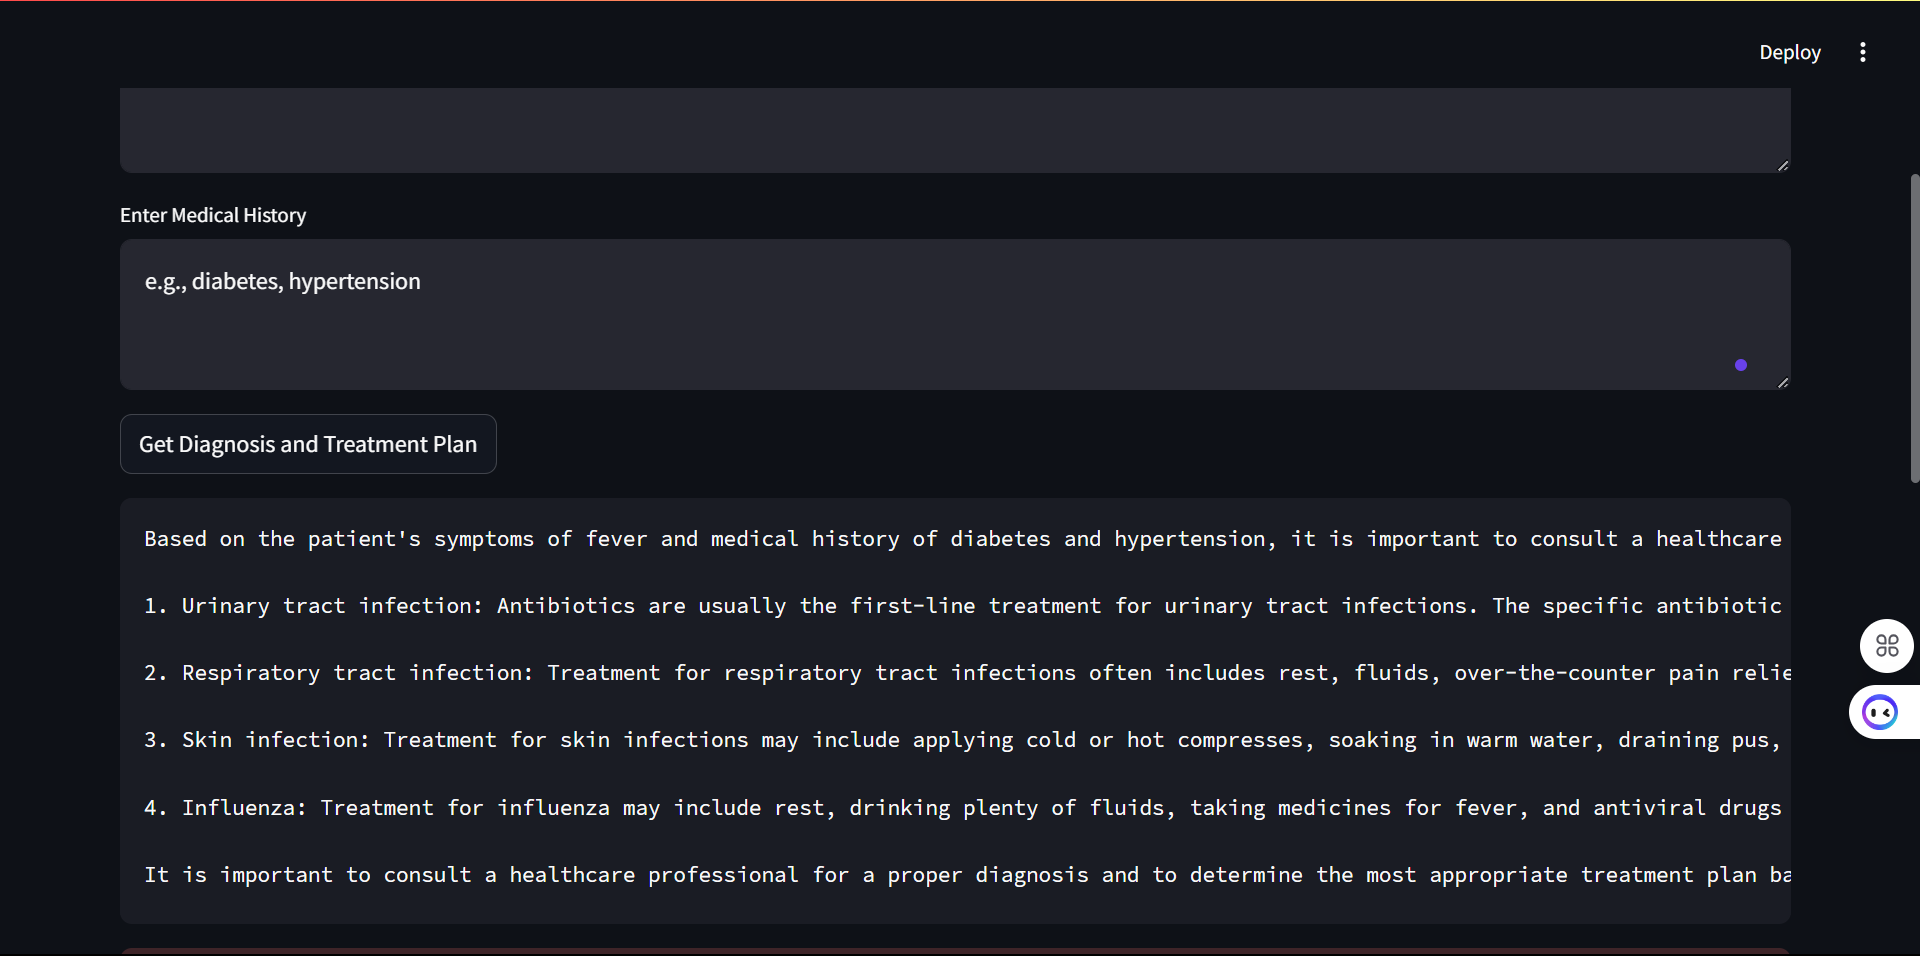 Deploy
Enter Medical History
e.g., diabetes, hypertension
Get Diagnosis and Treatment Plan
Based on the patient's symptoms of fever and medical history of diabetes and hypertension, it is important to consult a healthcare
1. Urinary tract infection: Antibiotics are usually the first-line treatment for urinary tract infections. The specific antibiotic
2. Respiratory tract infection: Treatment for respiratory tract infections often includes rest, fluids, over-the-counter pain relie
3. Skin infection: Treatment for skin infections may include applying cold or hot compresses, soaking in warm water, draining pus,
4. Influenza: Treatment for influenza may include rest, drinking plenty of fluids, taking medicines for fever, and antiviral drugs
It is important to consult a healthcare professional for a proper diagnosis and to determine the most appropriate treatment plan ba